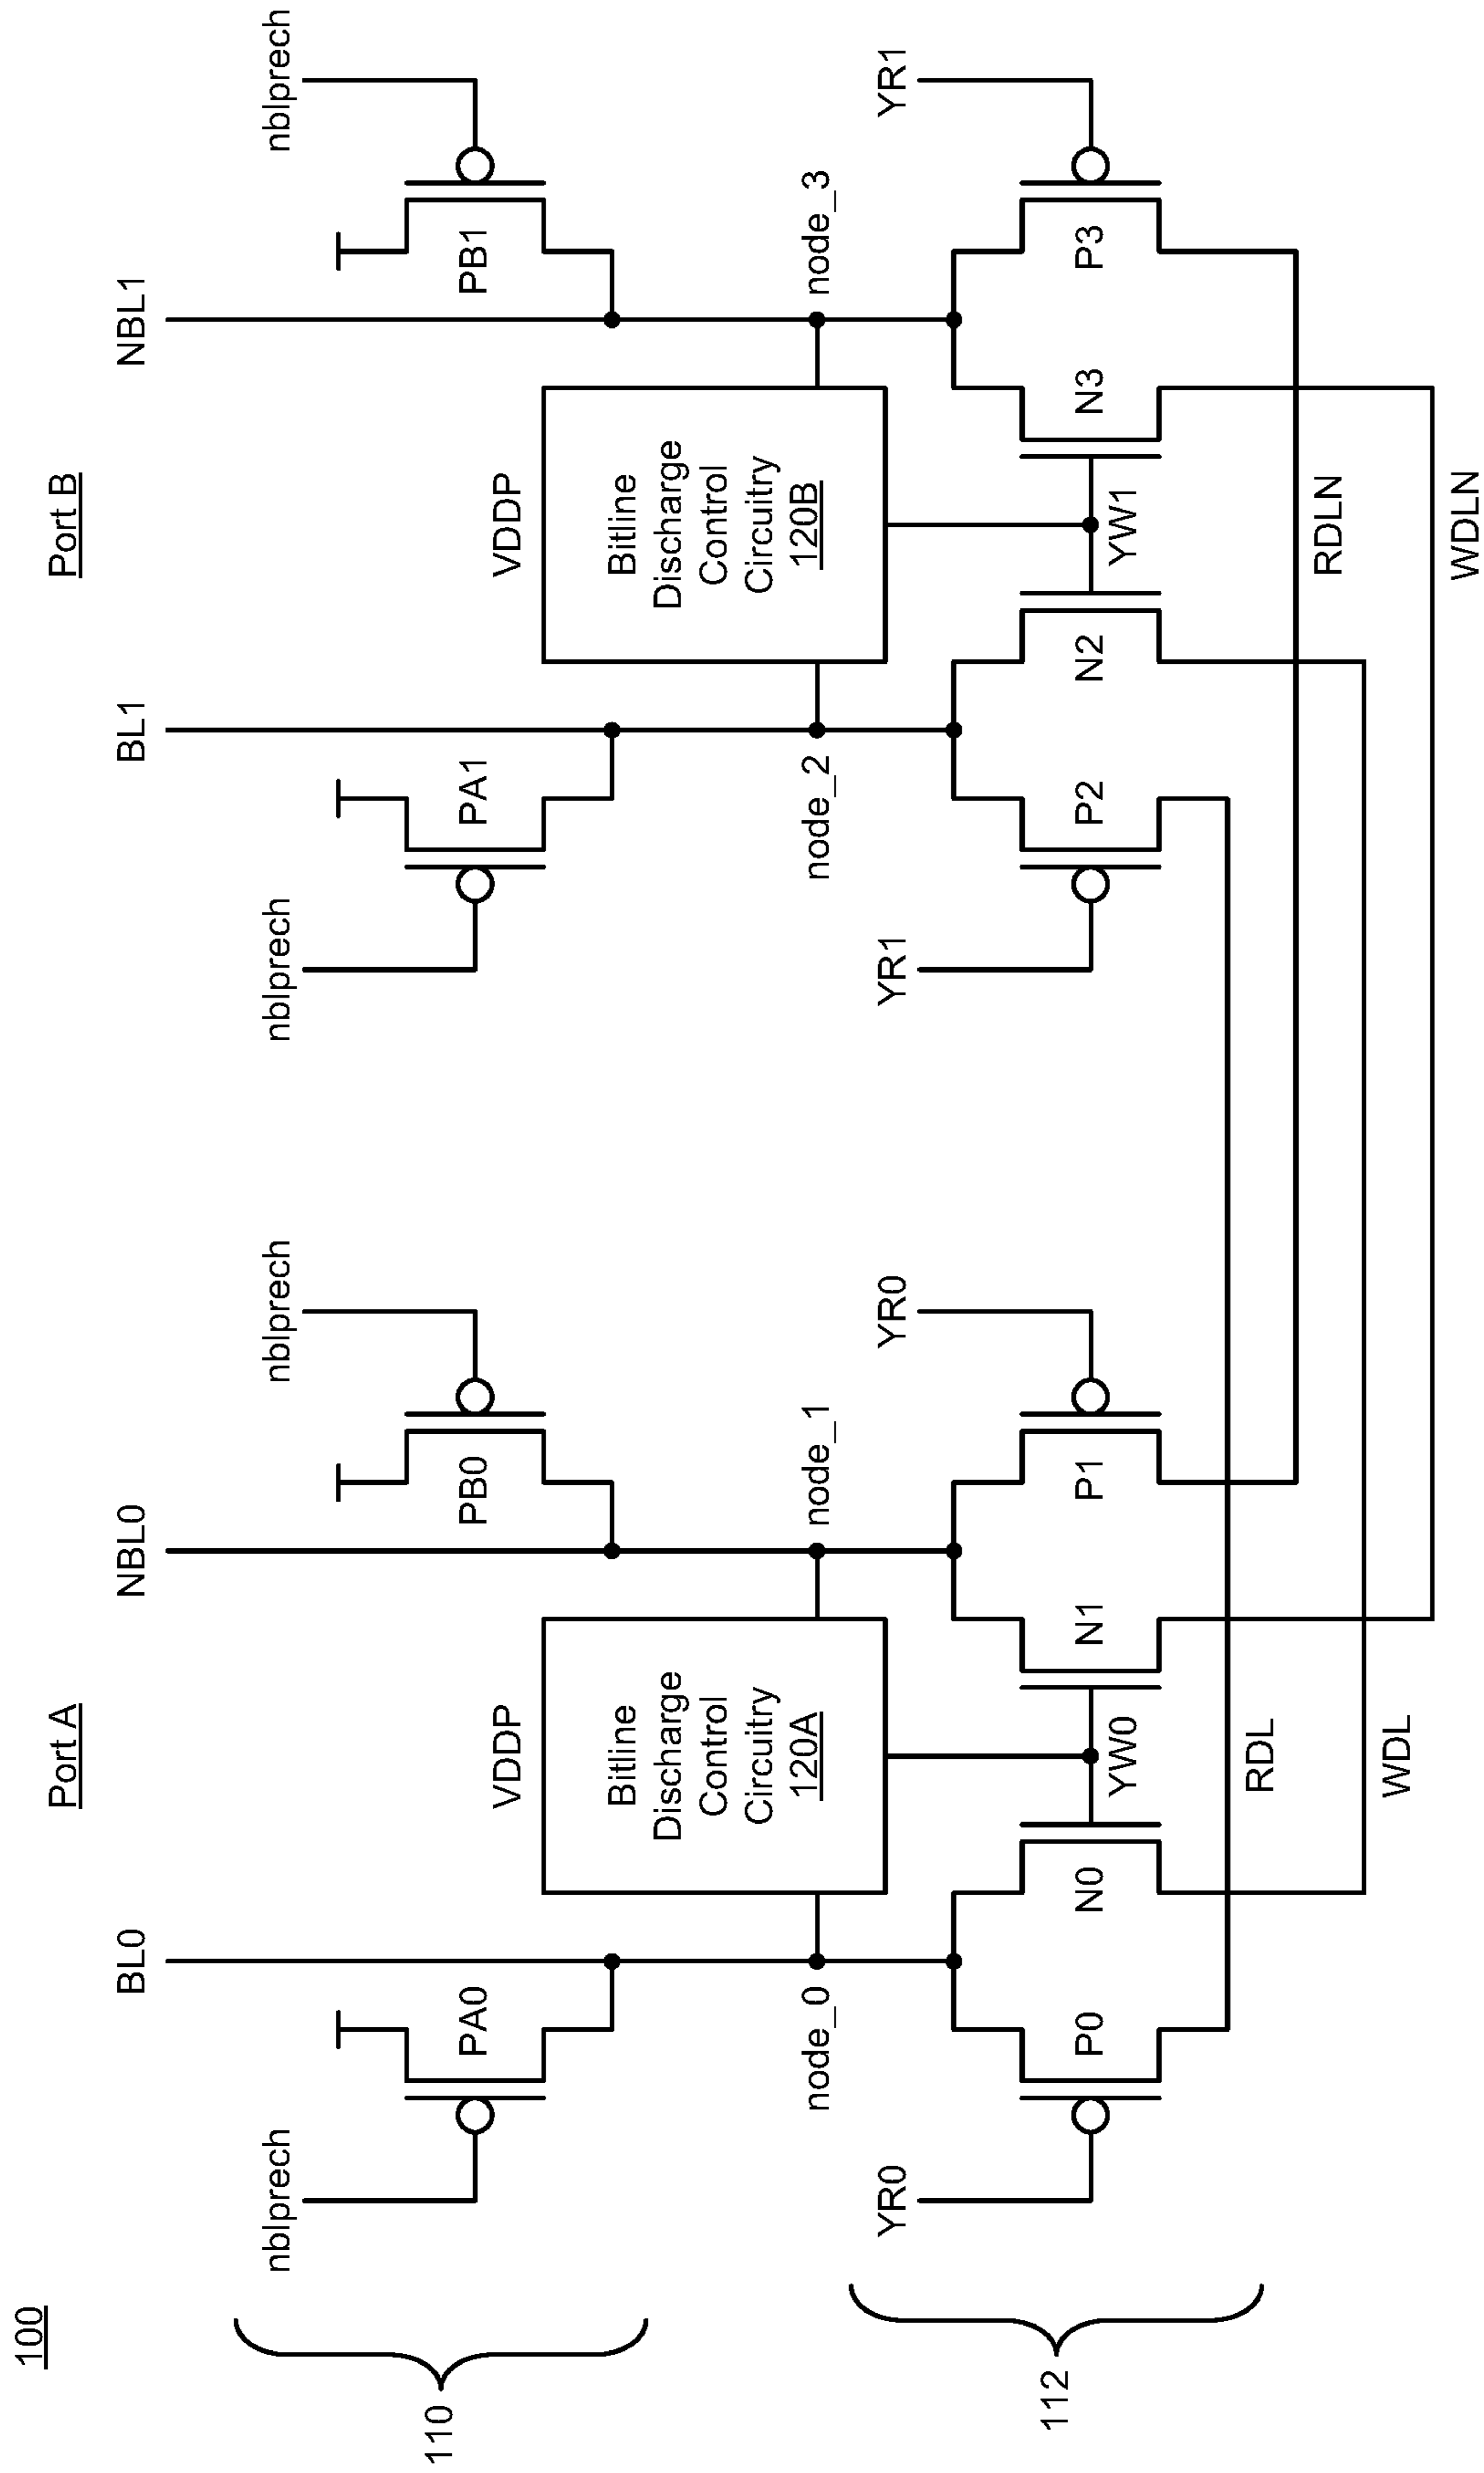 100
Port A
Port B
BL0
NBL0
BL1
NBL1
110
nblprech
nblprech
nblprech
nblprech
PA0
PB0
PA1
PB1
VDDP
VDDP
Bitline
Discharge
Control
Circuitry
120A
Bitline
Discharge
Control
Circuitry
120B
node_0
node_1
node_2
node_3
112
YR0
YR0
YR1
YR1
P0
N0
N1
P1
P2
N2
N3
P3
YW0
YW1
RDL
RDLN
WDL
WDLN